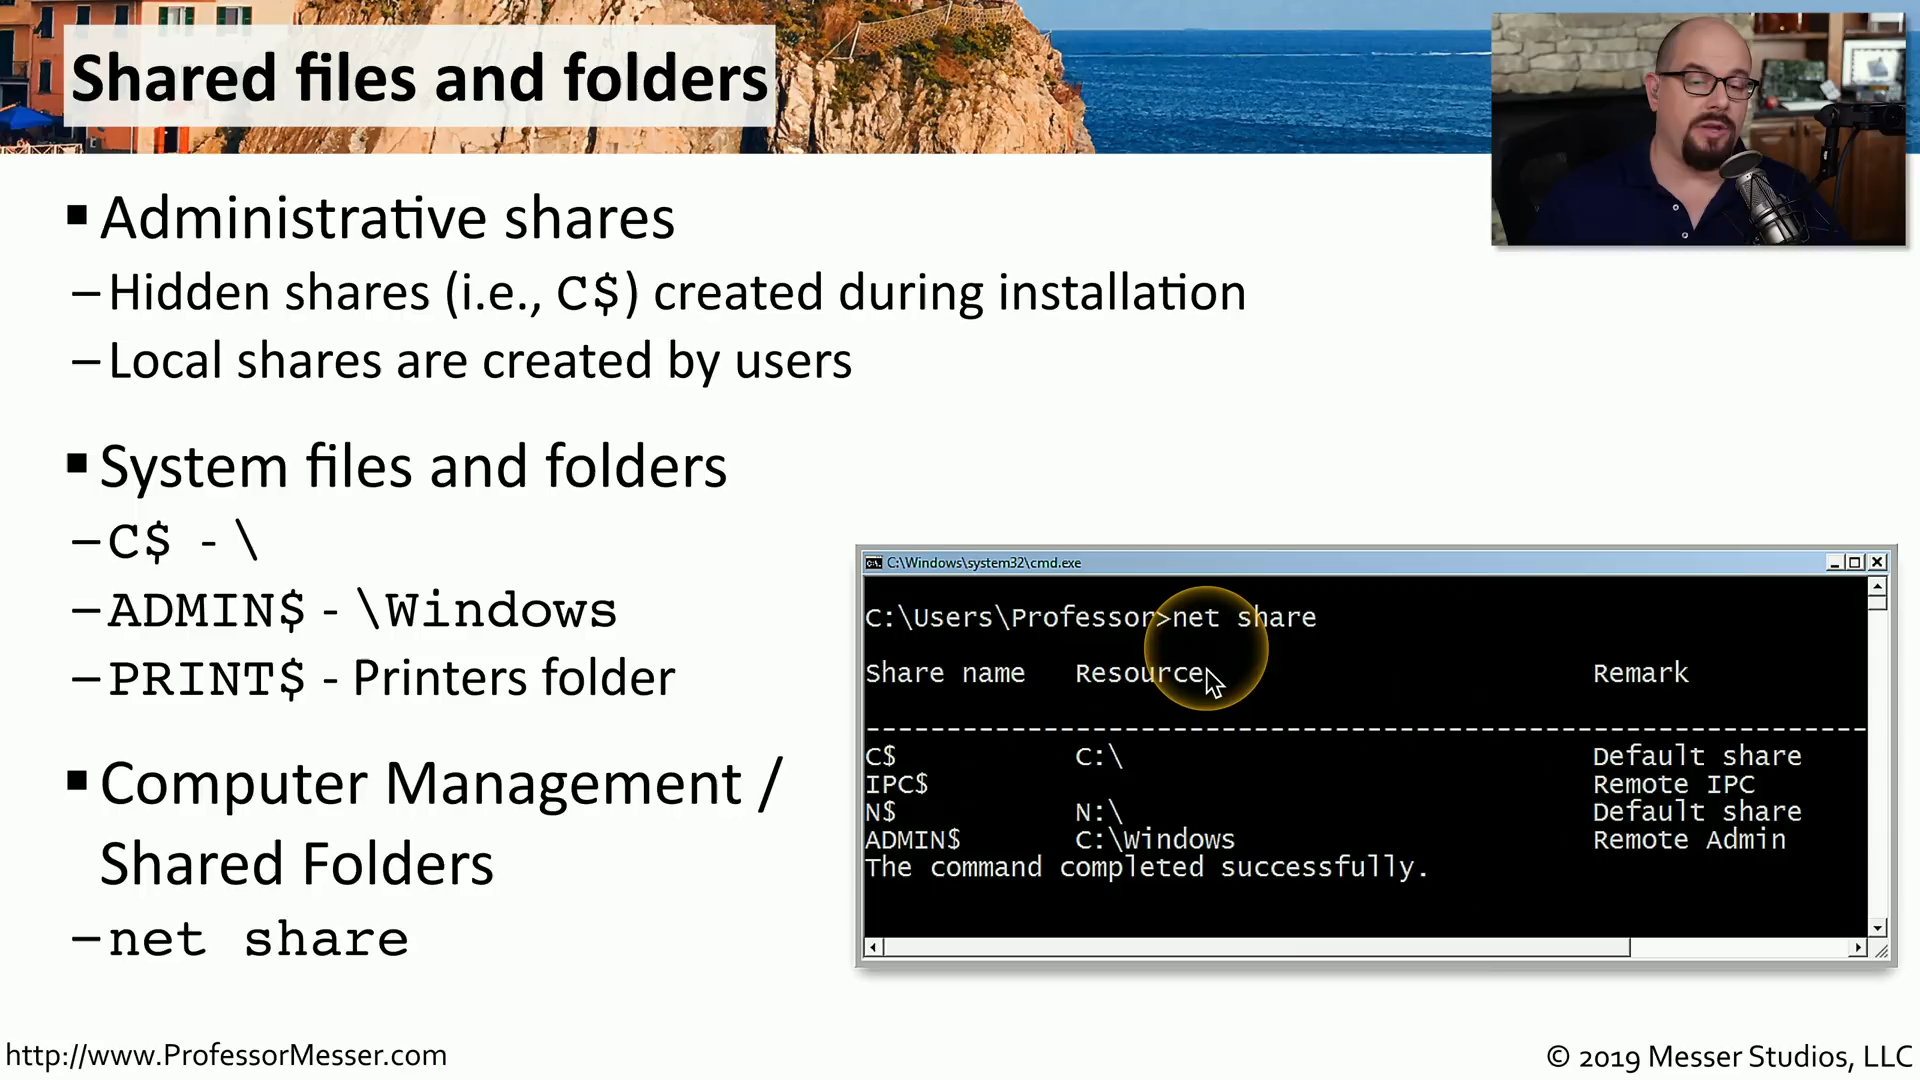 Shared files and folders
▪ Administrative shares
– Hidden shares (i.e., C$) created during installation
– Local shares are created by users
▪ System files and folders
– C$ - \
– ADMIN$ - \Windows
– PRINT$ - Printers folder
▪ Computer Management /
Shared Folders
– net share
C:\Windows\system32\cmd.exe
C:\Users\Professor>net share
Share name Resource Remark
-------------------------------------------------------------------------------
C$ C:\ Default share
IPC$ Remote IPC
N$ N:\ Default share
ADMIN$ C:\Windows Remote Admin
The command completed successfully.
http://www.ProfessorMesser.com
© 2019 Messer Studios, LLC